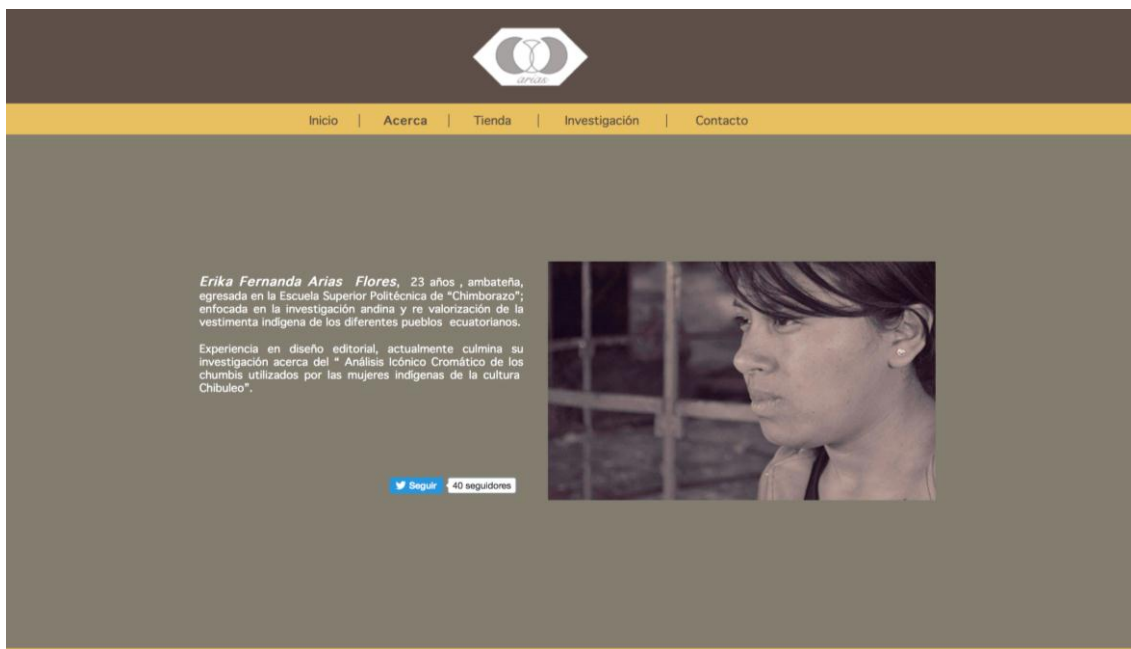 arias
Inicio | Acerca | Tienda | Investigación | Contacto
Erika Fernanda Arias Flores, 23 años , ambateña,
egresada en la Escuela Superior Politécnica de “Chimborazo”;
enfocada en la investigación andina y re valorización de la
vestimenta indígena de los diferentes pueblos ecuatorianos.
Experiencia en diseño editorial, actualmente culmina su
investigación acerca del “ Análisis Icónico Cromático de los
chumbis utilizados por las mujeres indígenas de la cultura
Chibuleo”.
Seguir 40 seguidores